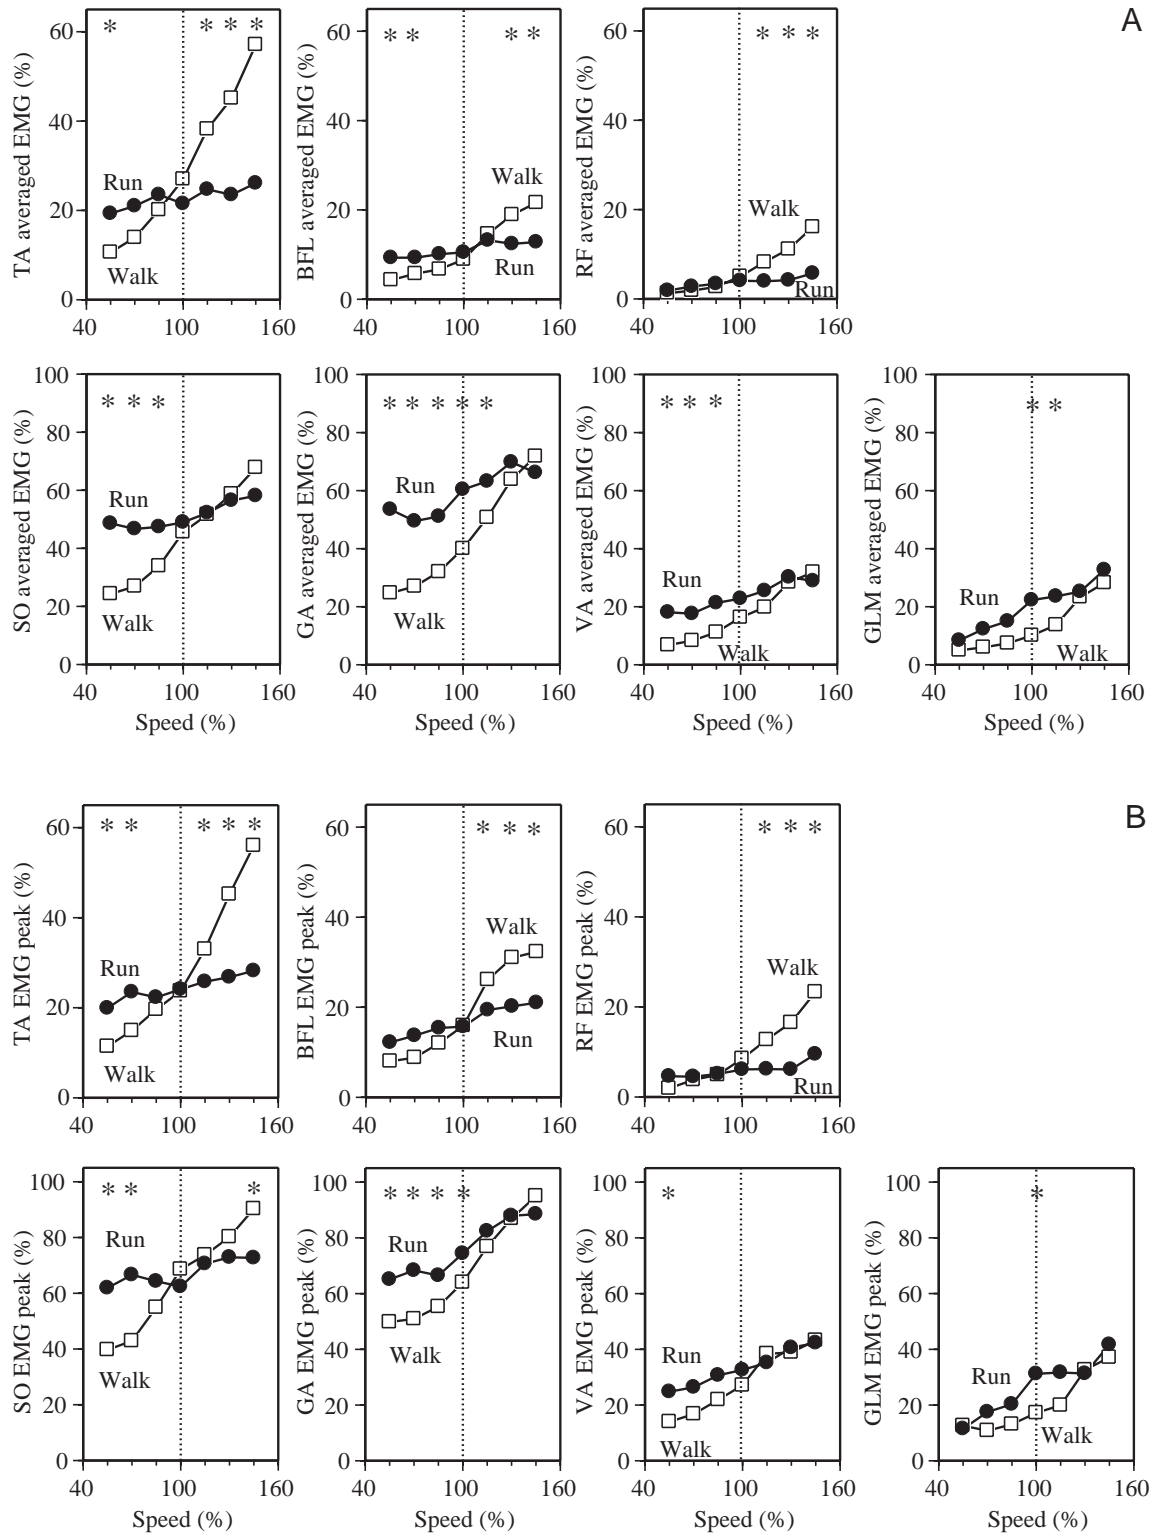 A
TA averaged EMG (%)
60
40
20
0
* * * *
Run
Walk
40 100 160
BFL averaged EMG (%)
60
40
20
0
* * * *
Walk
Run
40 100 160
RF averaged EMG (%)
60
40
20
0
* * *
Walk
Run
40 100 160
SO averaged EMG (%)
100
80
60
40
20
0
* * *
Run
Walk
40 100 160
Speed (%)
GA averaged EMG (%)
100
80
60
40
20
0
* * * * *
Run
Walk
40 100 160
Speed (%)
VA averaged EMG (%)
100
80
60
40
20
0
* * *
Run
Walk
40 100 160
Speed (%)
GLM averaged EMG (%)
100
80
60
40
20
0
* *
Run
Walk
40 100 160
Speed (%)
B
TA EMG peak (%)
60
40
20
0
* * * * *
Run
Walk
40 100 160
BFL EMG peak (%)
60
40
20
0
* * *
Walk
Run
40 100 160
RF EMG peak (%)
60
40
20
0
* * *
Walk
Run
40 100 160
SO EMG peak (%)
100
80
60
40
20
0
* * *
Run
Walk
40 100 160
Speed (%)
GA EMG peak (%)
100
80
60
40
20
0
* * * *
Run
Walk
40 100 160
Speed (%)
VA EMG peak (%)
100
80
60
40
20
0
*
Run
Walk
40 100 160
Speed (%)
GLM EMG peak (%)
100
80
60
40
20
0
*
Run
Walk
40 100 160
Speed (%)